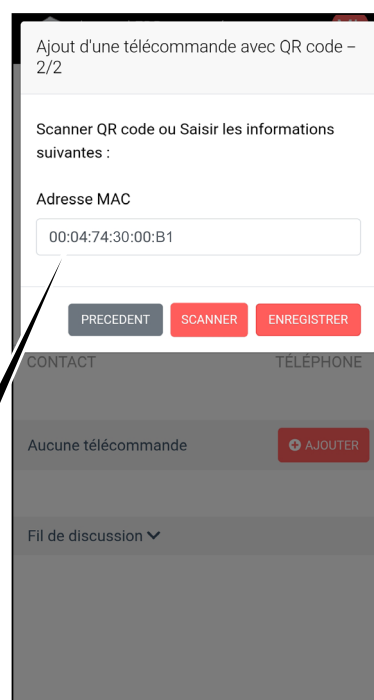 Ajout d'une télécommande avec QR code –
2/2
Scanner QR code ou Saisir les informations
suivantes :
Adresse MAC
00:04:74:30:00:B1
PRECEDENT SCANNER ENREGISTRER
CONTACT TÉLÉPHONE
Aucune télécommande AJOUTER
Fil de discussion